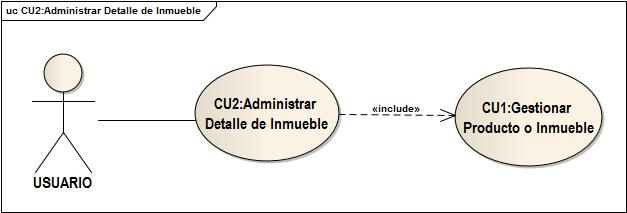 uc CU2:Administrar Detalle de Inmueble
CU2:Administrar
Detalle de Inmueble
«include»
CU1:Gestionar
Producto o Inmueble
USUARIO